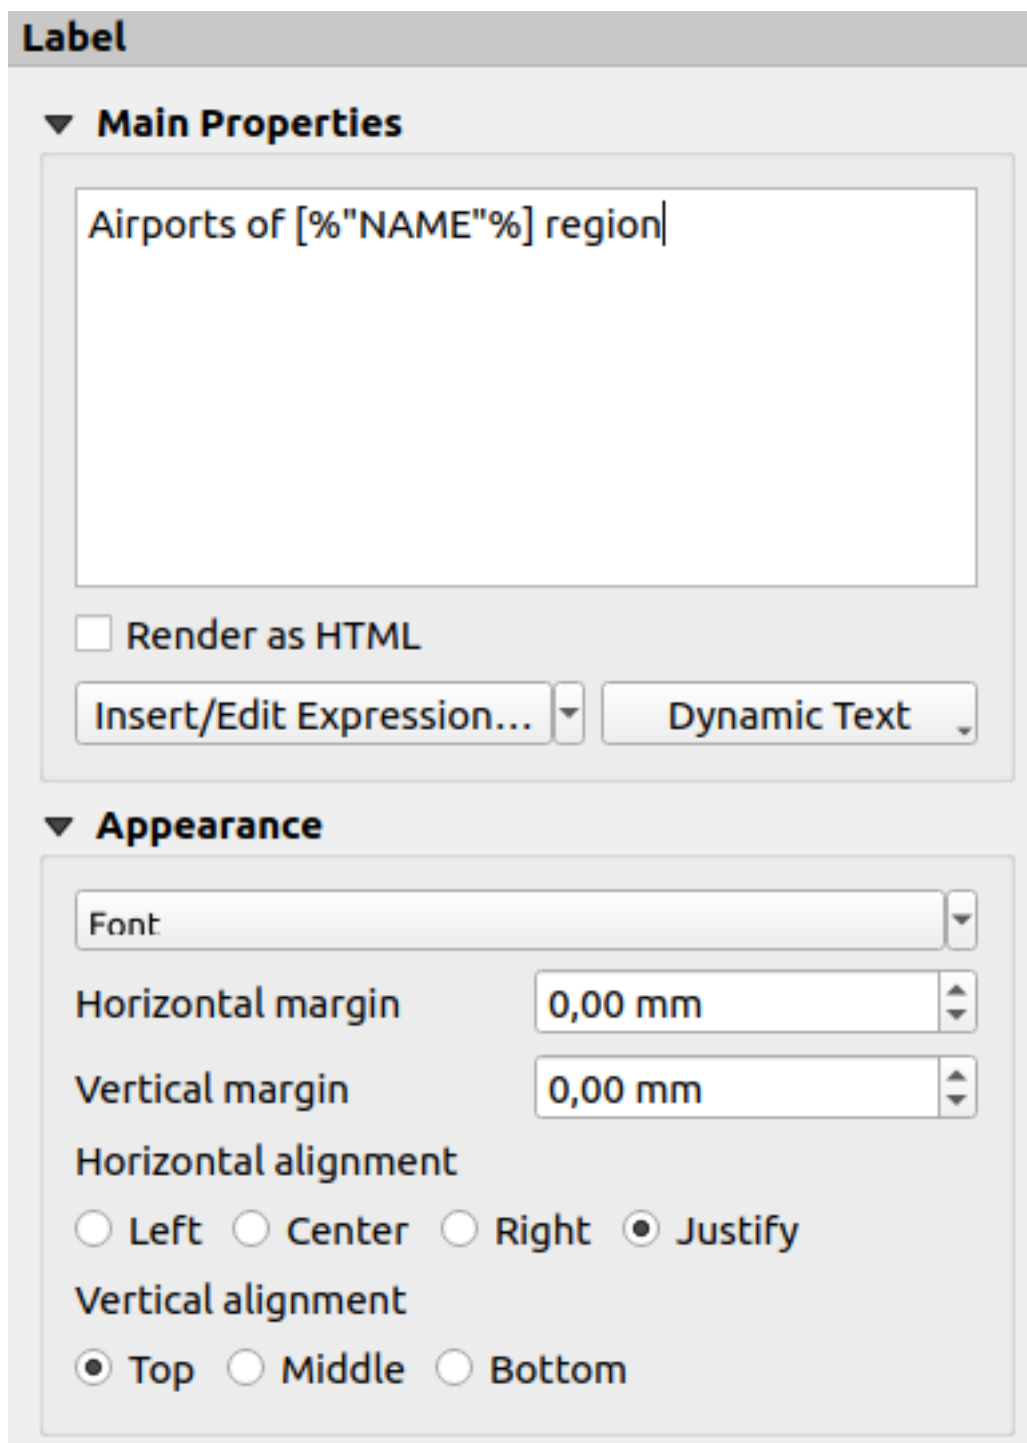 Label
Main Properties
Airports of [%"NAME"%] region
Render as HTML
Insert/Edit Expression... Dynamic Text
Appearance
Font
Horizontal margin 0,00 mm
Vertical margin 0,00 mm
Horizontal alignment
Left Center Right Justify
Vertical alignment
Top Middle Bottom